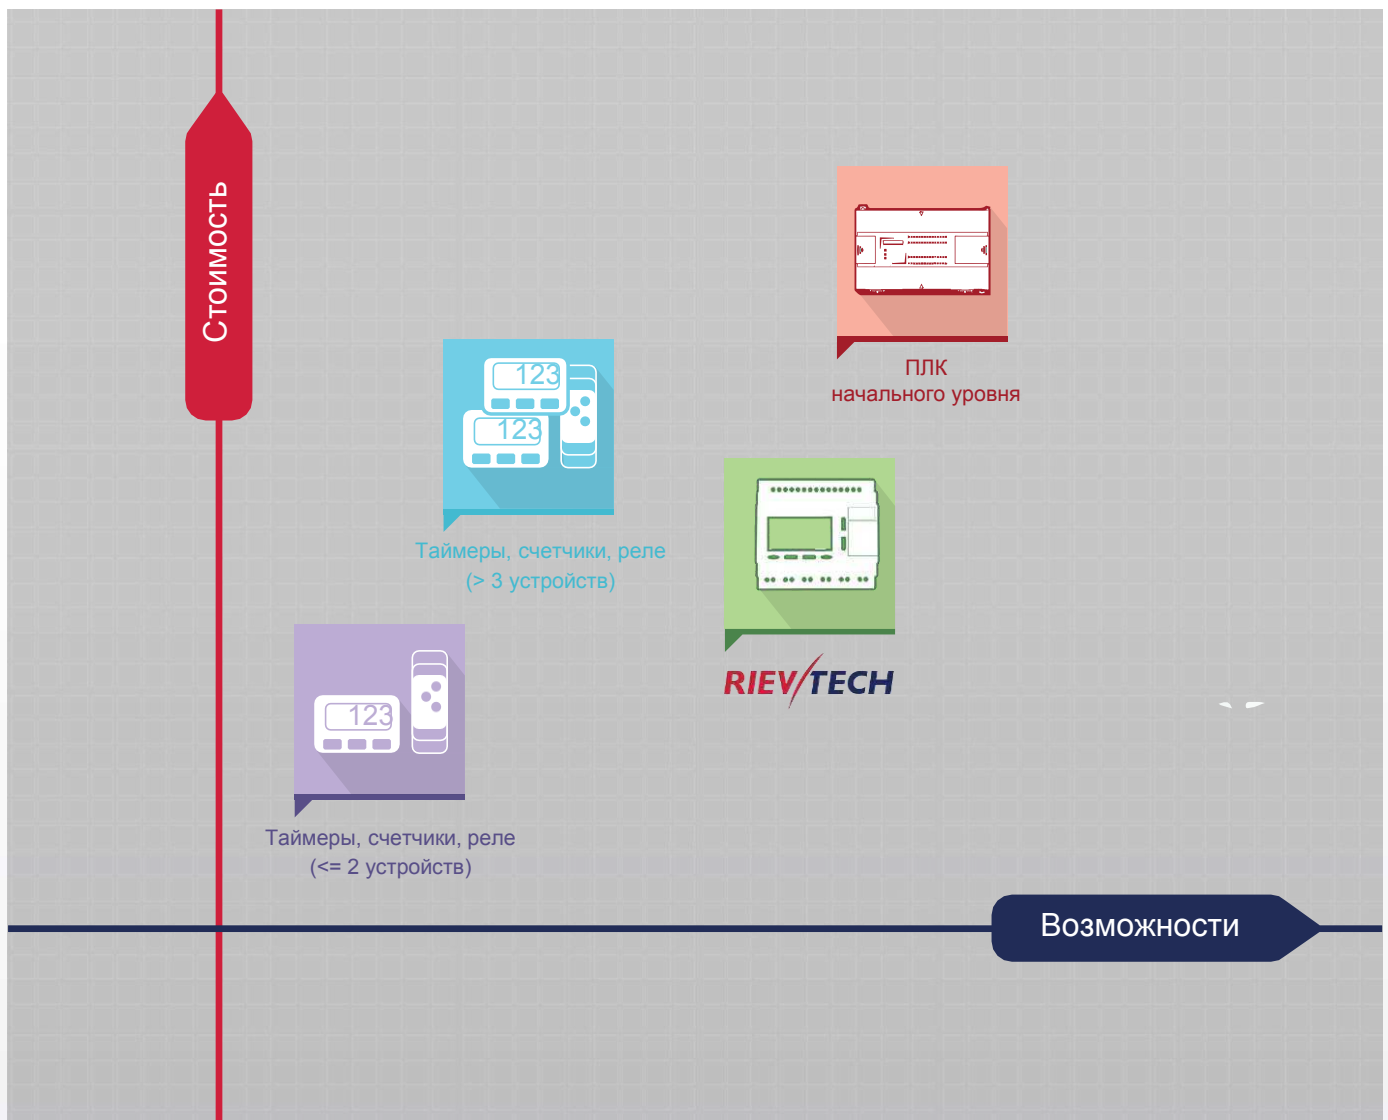 Стоимость
ПЛК
начального уровня
123
123
Таймеры, счетчики, реле
(> 3 устройств)
RIEVTECH
123
Таймеры, счетчики, реле
(<= 2 устройств)
Возможности